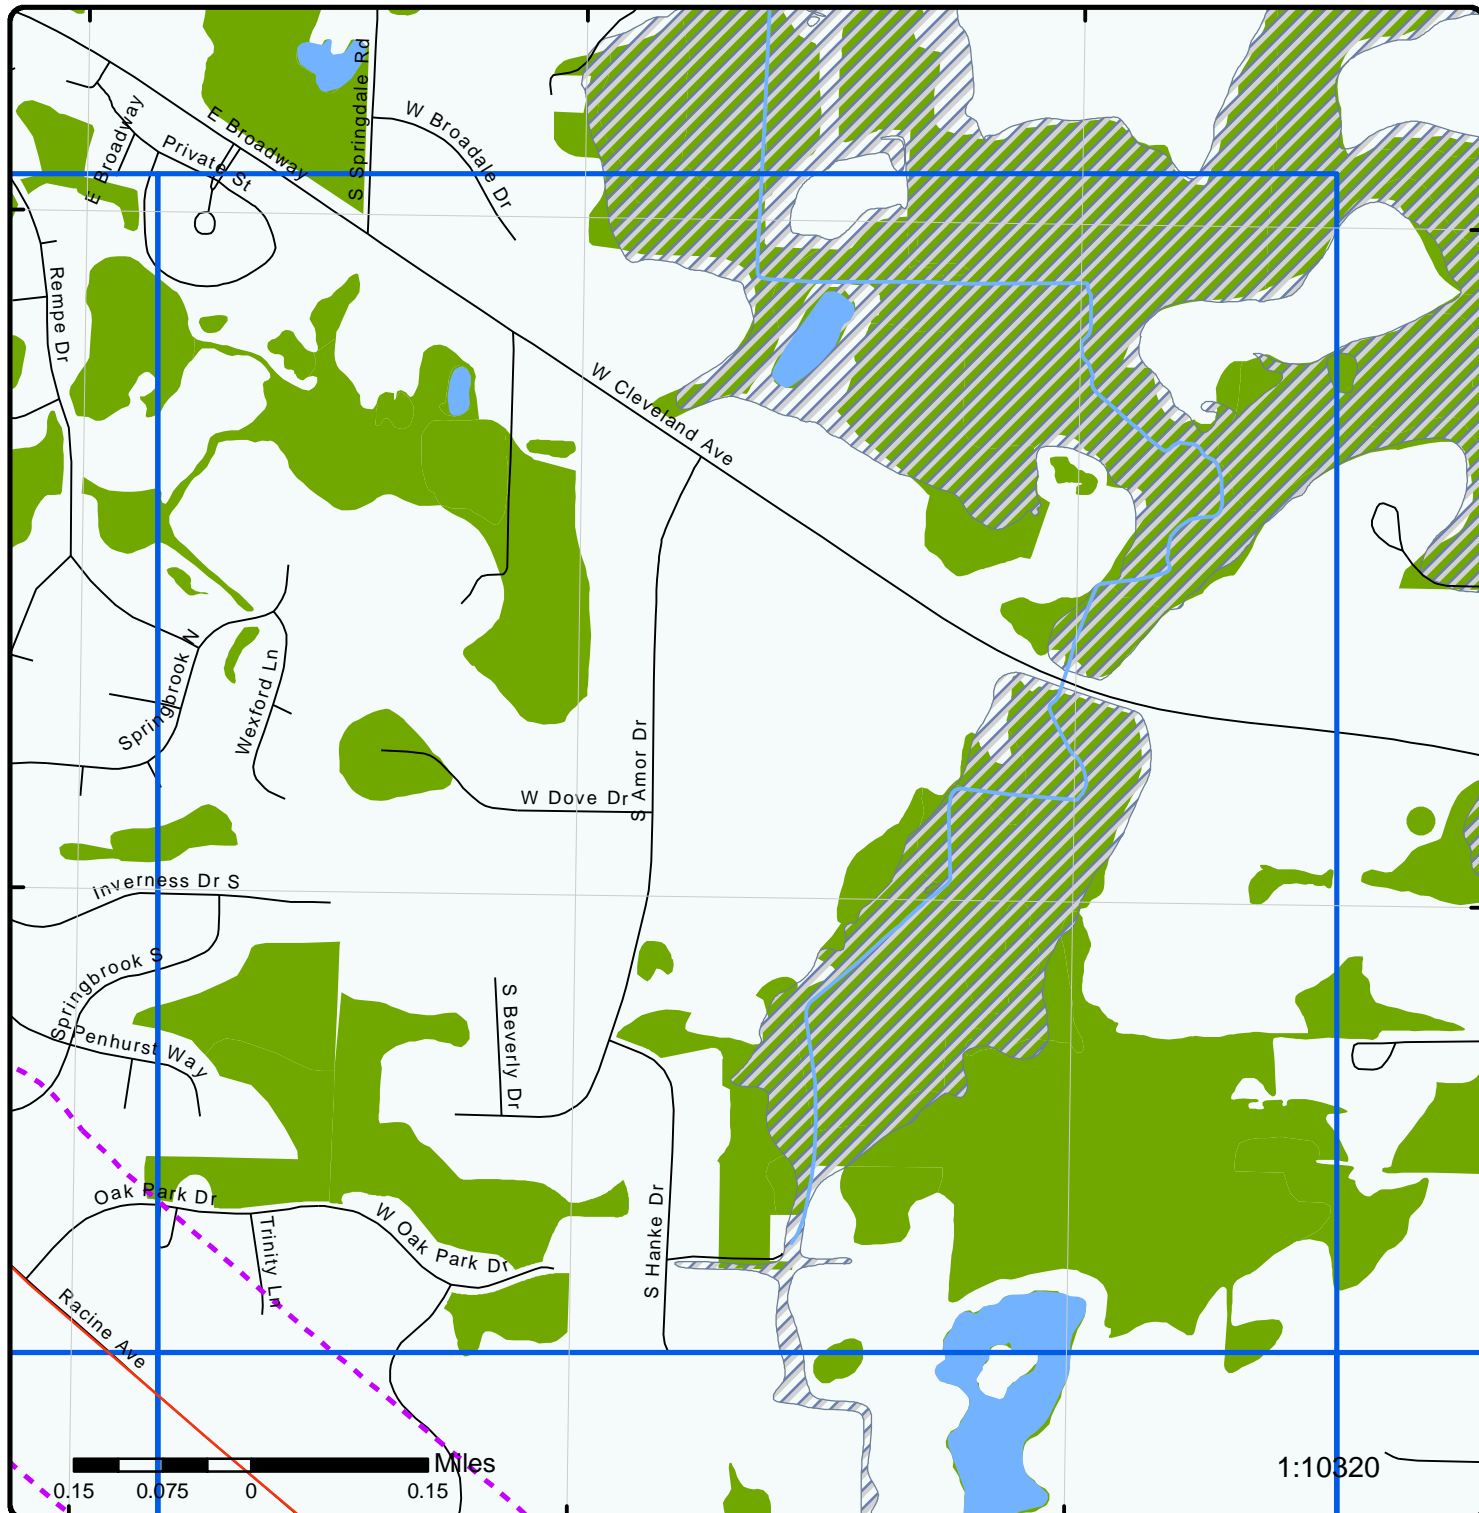 S Springdale Rd
W Broadale Dr
E Broadway
E Broadway
Private St
Rempe Dr
W Cleveland Ave
Springbrook N
Wexford Ln
S Amor Dr
W Dove Dr
Inverness Dr S
Springbrook S
Penhurst Way
S Beverly Dr
Oak Park Dr
W Oak Park Dr
Trinity Ln
S Hanke Dr
Racine Ave
Miles
1:10320
0.15 0.075 0 0.15